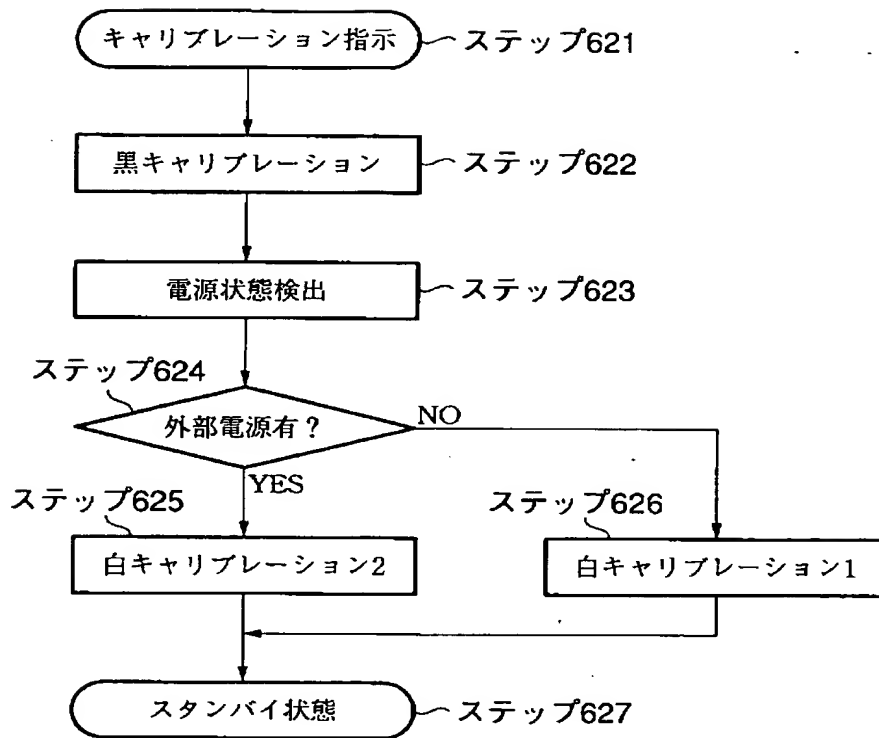 キャリブレーション指示 ステップ621
黒キャリブレーション ステップ622
電源状態検出 ステップ623
ステップ624
外部電源有？ NO
YES
ステップ625 ステップ626
白キャリブレーション2 白キャリブレーション1
スタンバイ状態 ステップ627